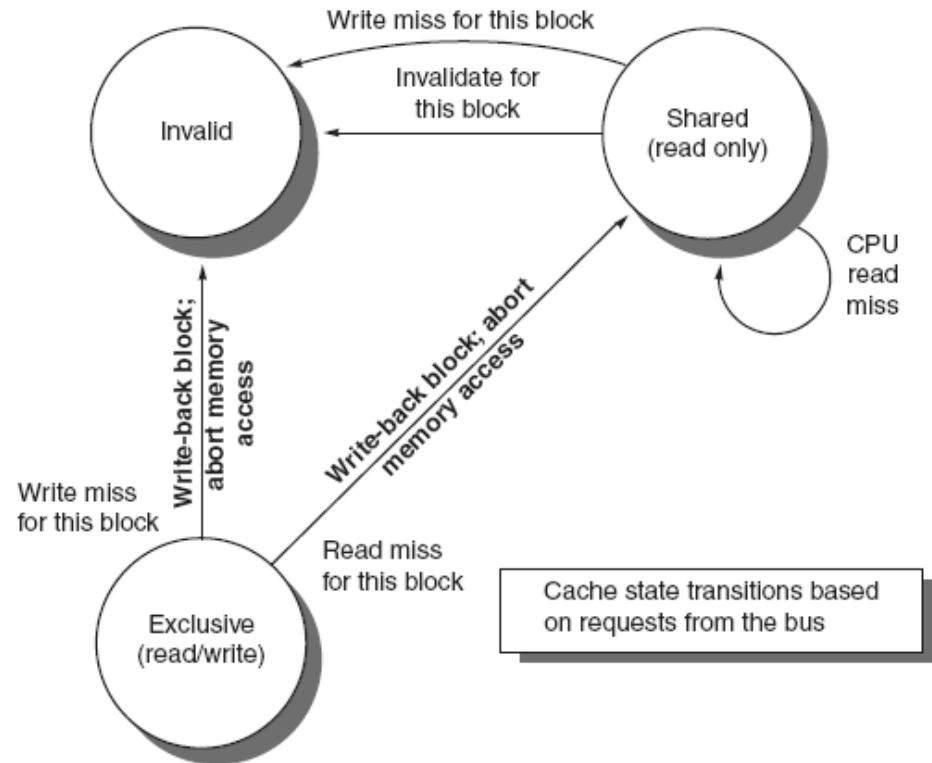 Write miss for this block
Invalidate for
this block
Invalid
Shared
(read only)
CPU
read
miss
Write-back block;
abort memory
access
Write-back block; abort
memory access
Write miss
for this block
Read miss
for this block
Exclusive
(read/write)
Cache state transitions based
on requests from the bus